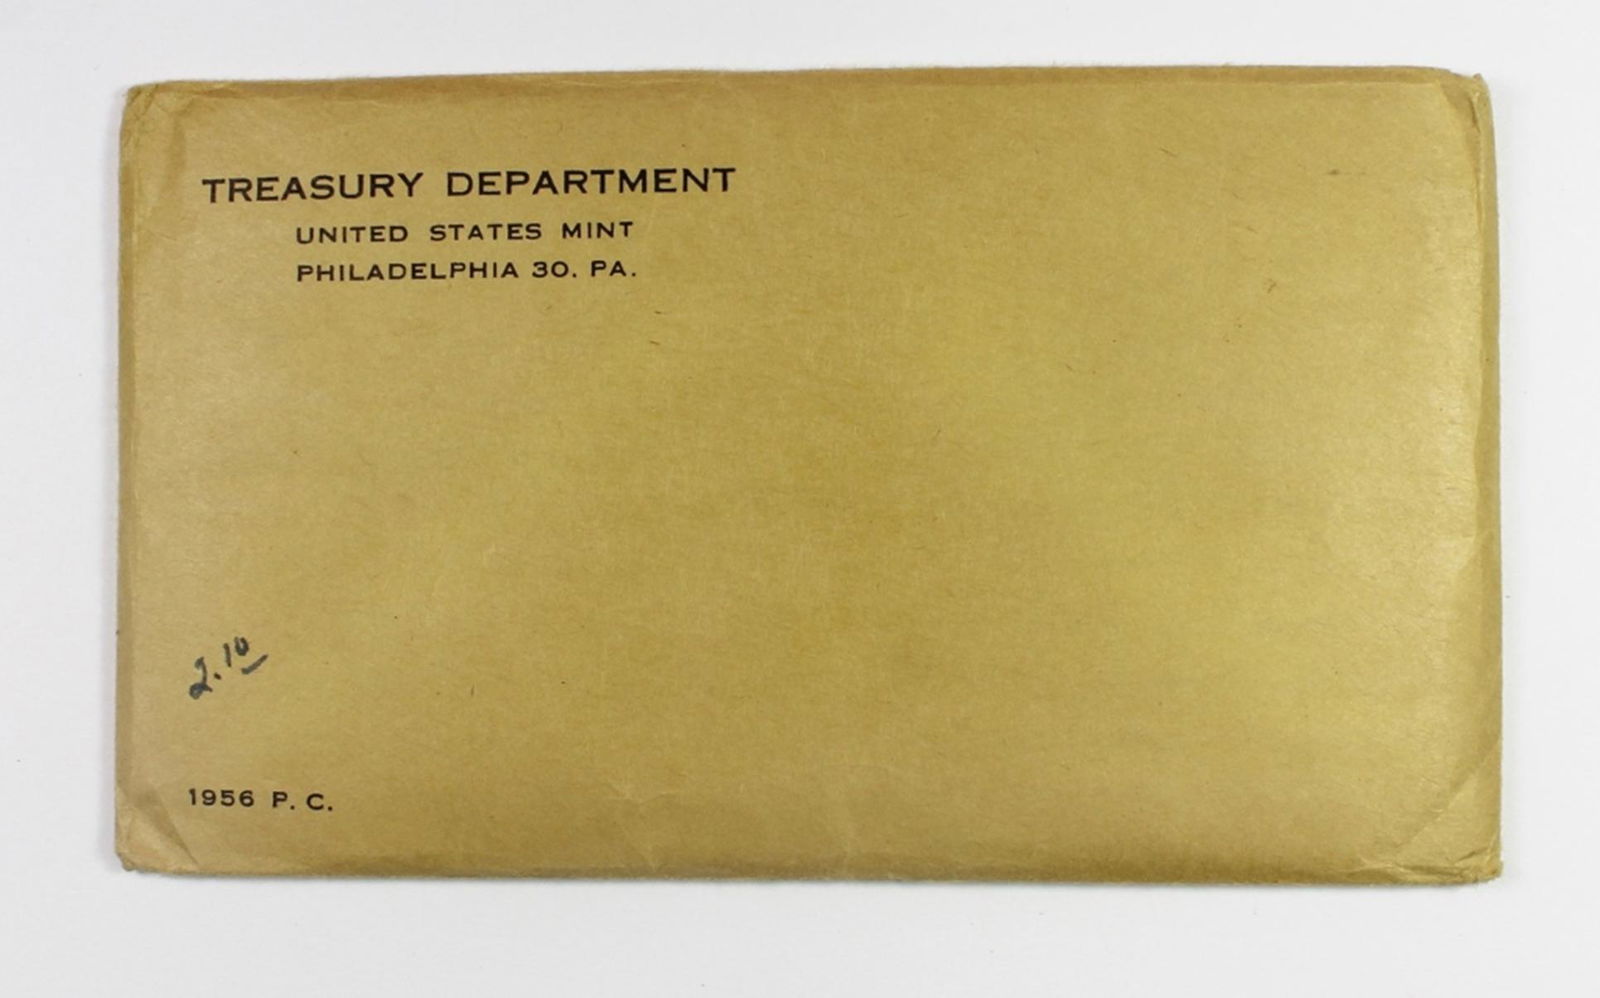 TREASURY DEPARTMENT
UNITED STATES MINT
PHILADELPHIA 30. PA.
2.10
1956 P. C.